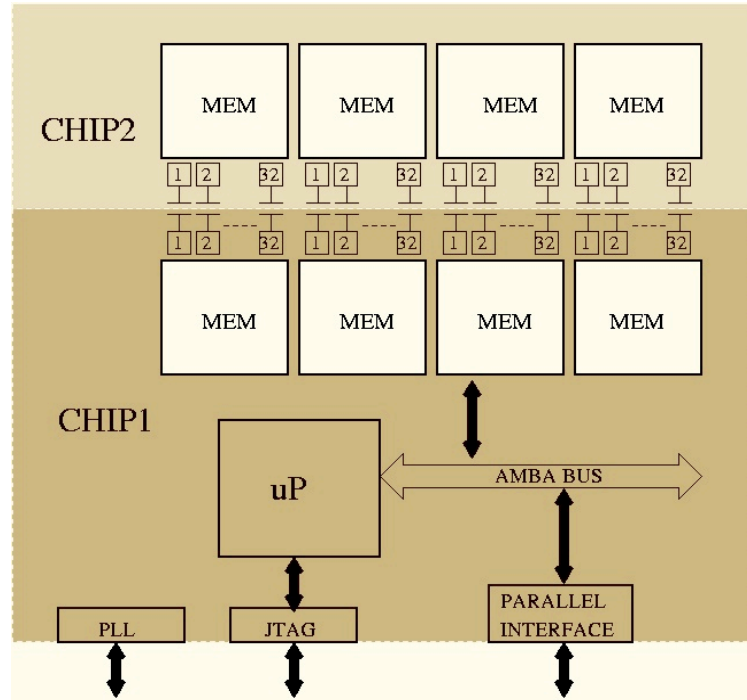 MEM MEM MEM MEM
CHIP2
1 2 32 1 2 32 1 2 32 1 2 32
1 2 32 1 2 32 1 2 32 1 2 32
MEM MEM MEM MEM
CHIP1
uP
AMBA BUS
PLL
JTAG
PARALLEL
INTERFACE